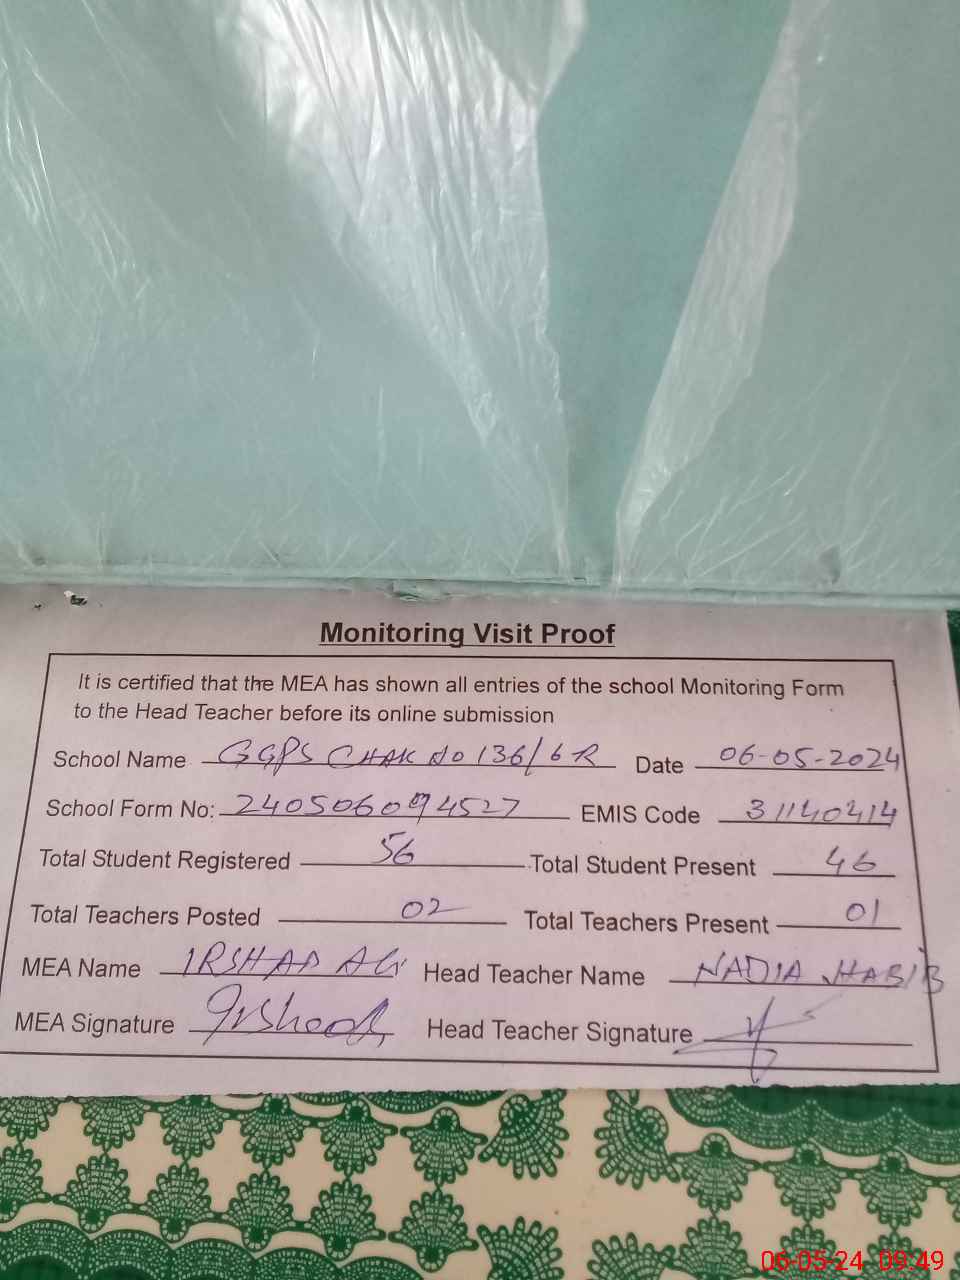 Monitoring Visit Proof
It is certified that the MEA has shown all entries of the school Monitoring Form
to the Head Teacher before its online submission
School Name GGPS CHAK NO 136/6R Date 06-05-2024
School Form No: 240506094527 EMIS Code 31140414
Total Student Registered 56 Total Student Present 46
Total Teachers Posted 02 Total Teachers Present 01
MEA Name IRSHAD Ali Head Teacher Name NADIA HABIB
MEA Signature Irshad Head Teacher Signature
06-05-24 09:49